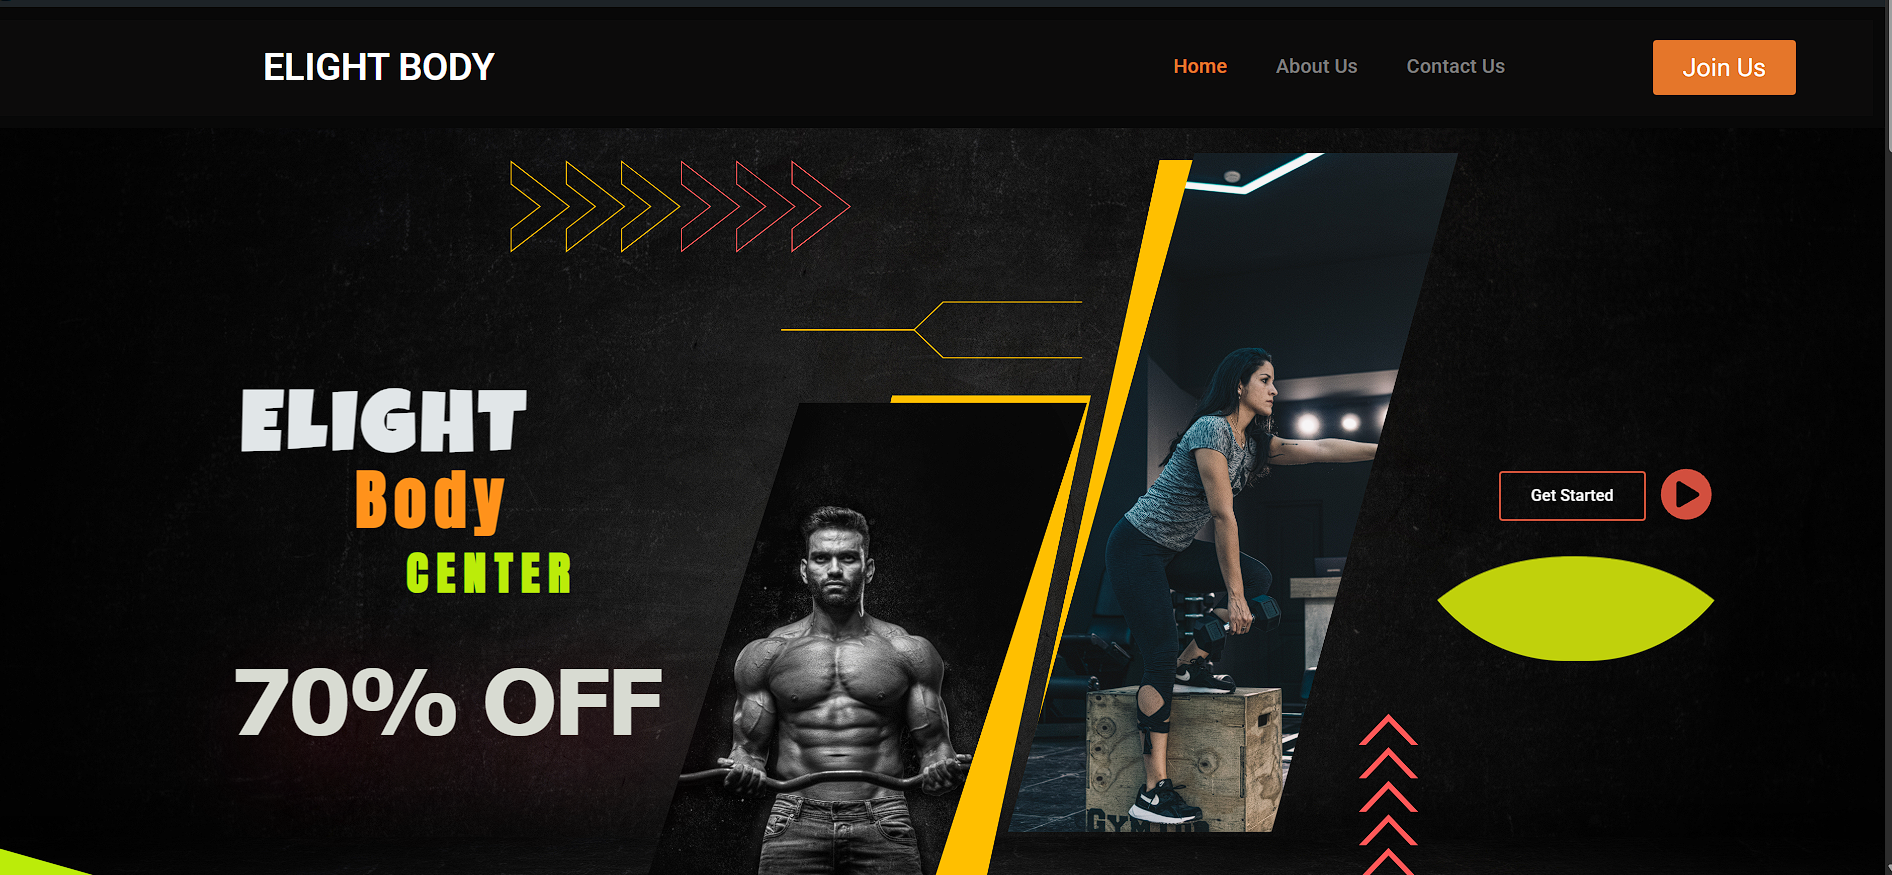 ELIGHT BODY
Home
About Us
Contact Us
Join Us
ELIGHT
Body
CENTER
70% OFF
Get Started